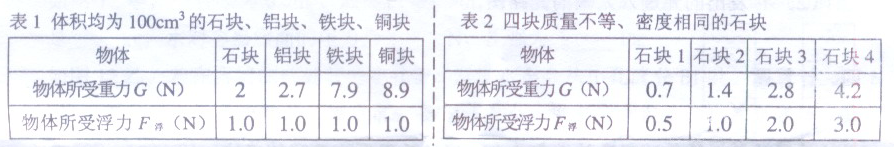 表1 体积均为100cm³的石块、铝块、铁块、铜块
物体 石块 铝块 铁块 铜块
物体所受重力G（N） 2 2.7 7.9 8.9
物体所受浮力F浮（N） 1.0 1.0 1.0 1.0
表2 四块质量不等、密度相同的石块
物体 石块1 石块2 石块3 石块4
物体所受重力G（N） 0.7 1.4 2.8 4.2
物体所受浮力F浮（N） 0.5 1.0 2.0 3.0